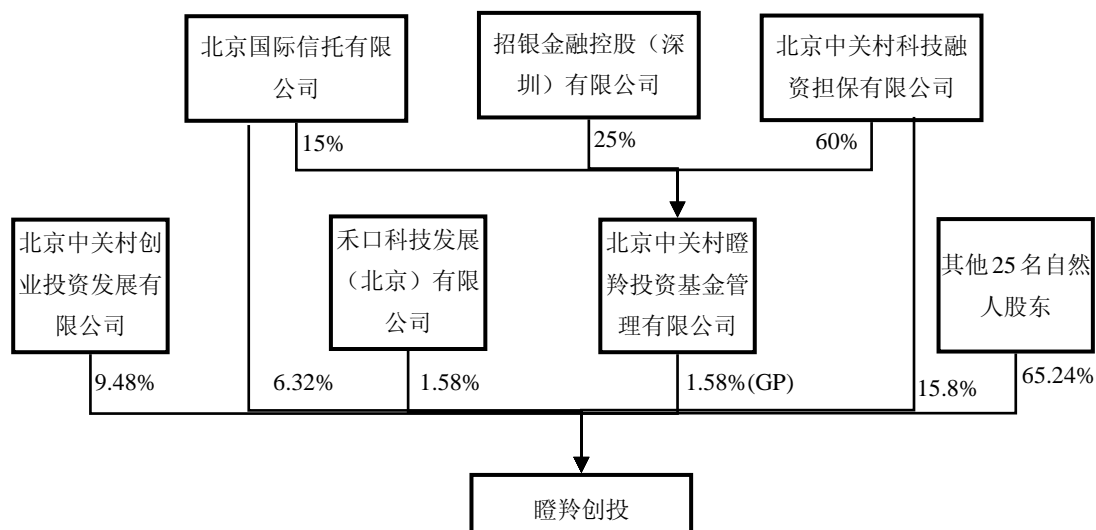 北京国际信托有限
公司
招银金融控股（深
圳）有限公司
北京中关村科技融
资担保有限公司
15%
25%
60%
北京中关村创
业投资发展有
限公司
禾口科技发展
（北京）有限
公司
北京中关村瞪
羚投资基金管
理有限公司
其他25名自然
人股东
9.48%
6.32%
1.58%
1.58%(GP)
15.8%
65.24%
瞪羚创投